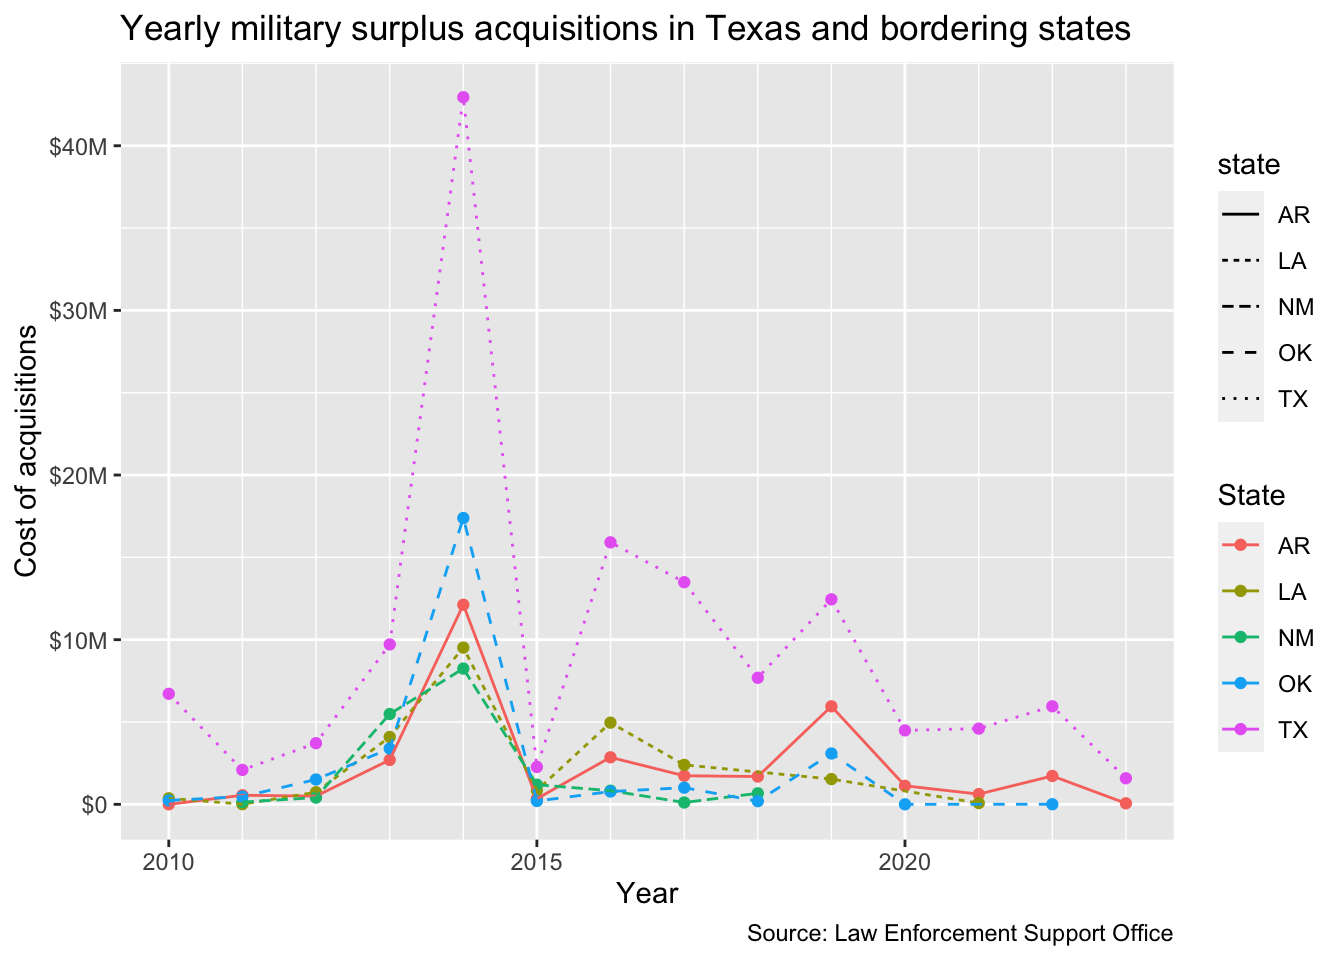 Yearly military surplus acquisitions in Texas and bordering states
$40M
$30M
$20M
$10M
$0
Cost of acquisitions
2010
2015
2020
Year
Source: Law Enforcement Support Office
state
AR
LA
NM
OK
TX
State
AR
LA
NM
OK
TX